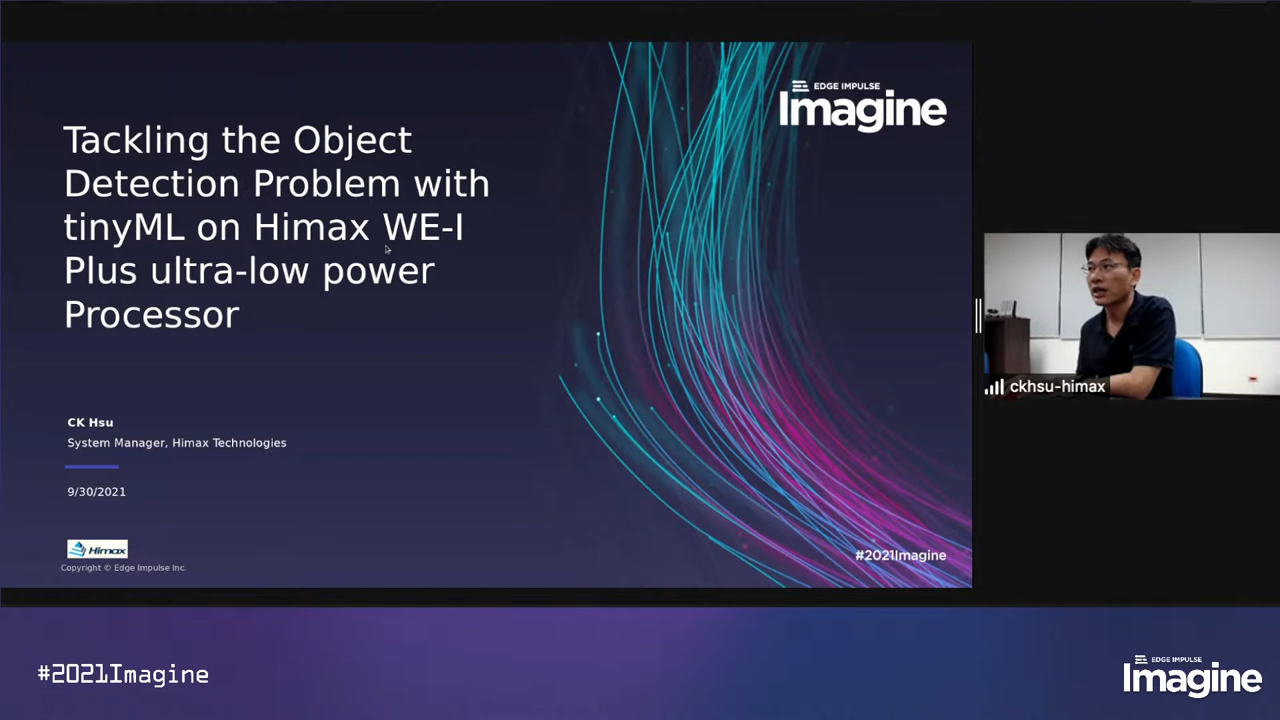 EDGE IMPULSE
Imagine
Tackling the Object
Detection Problem with
tinyML on Himax WE-I
Plus ultra-low power
Processor
CK Hsu
System Manager, Himax Technologies
9/30/2021
Himax
Copyright © Edge Impulse Inc.
#2021Imagine
ckhsu-himax
#2021Imagine
EDGE IMPULSE
Imagine